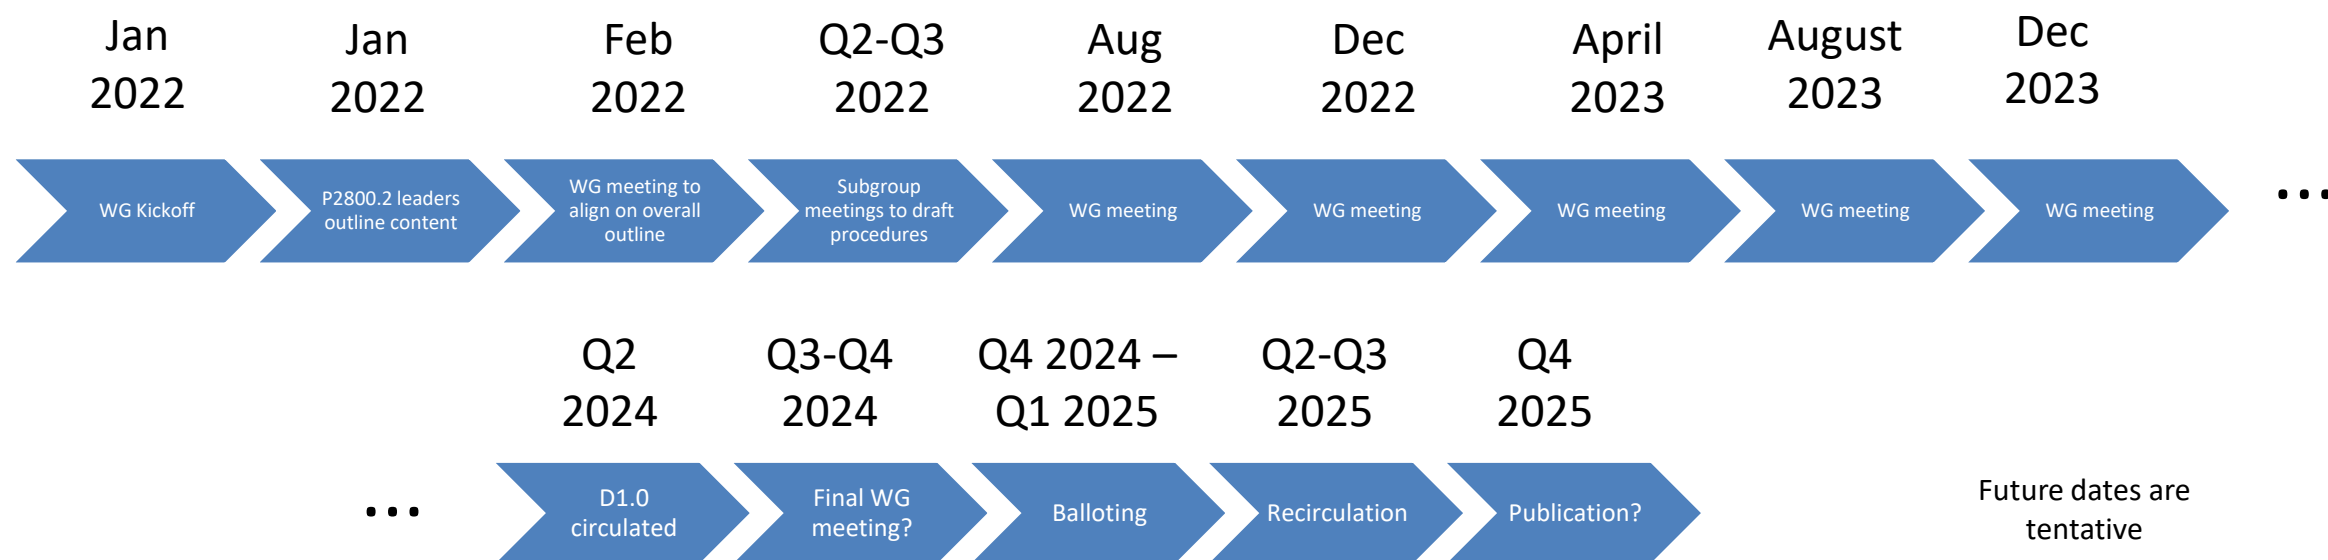 Jan
2022
Jan
2022
Feb
2022
Q2-Q3
2022
Aug
2022
Dec
2022
April
2023
August
2023
Dec
2023
WG Kickoff
P2800.2 leaders
outline content
WG meeting to
align on overall
outline
Subgroup
meetings to draft
procedures
WG meeting
WG meeting
WG meeting
WG meeting
WG meeting
...
Q2
2024
Q3-Q4
2024
Q4 2024 –
Q1 2025
Q2-Q3
2025
Q4
2025
...
D1.0
circulated
Final WG
meeting?
Balloting
Recirculation
Publication?
Future dates are
tentative